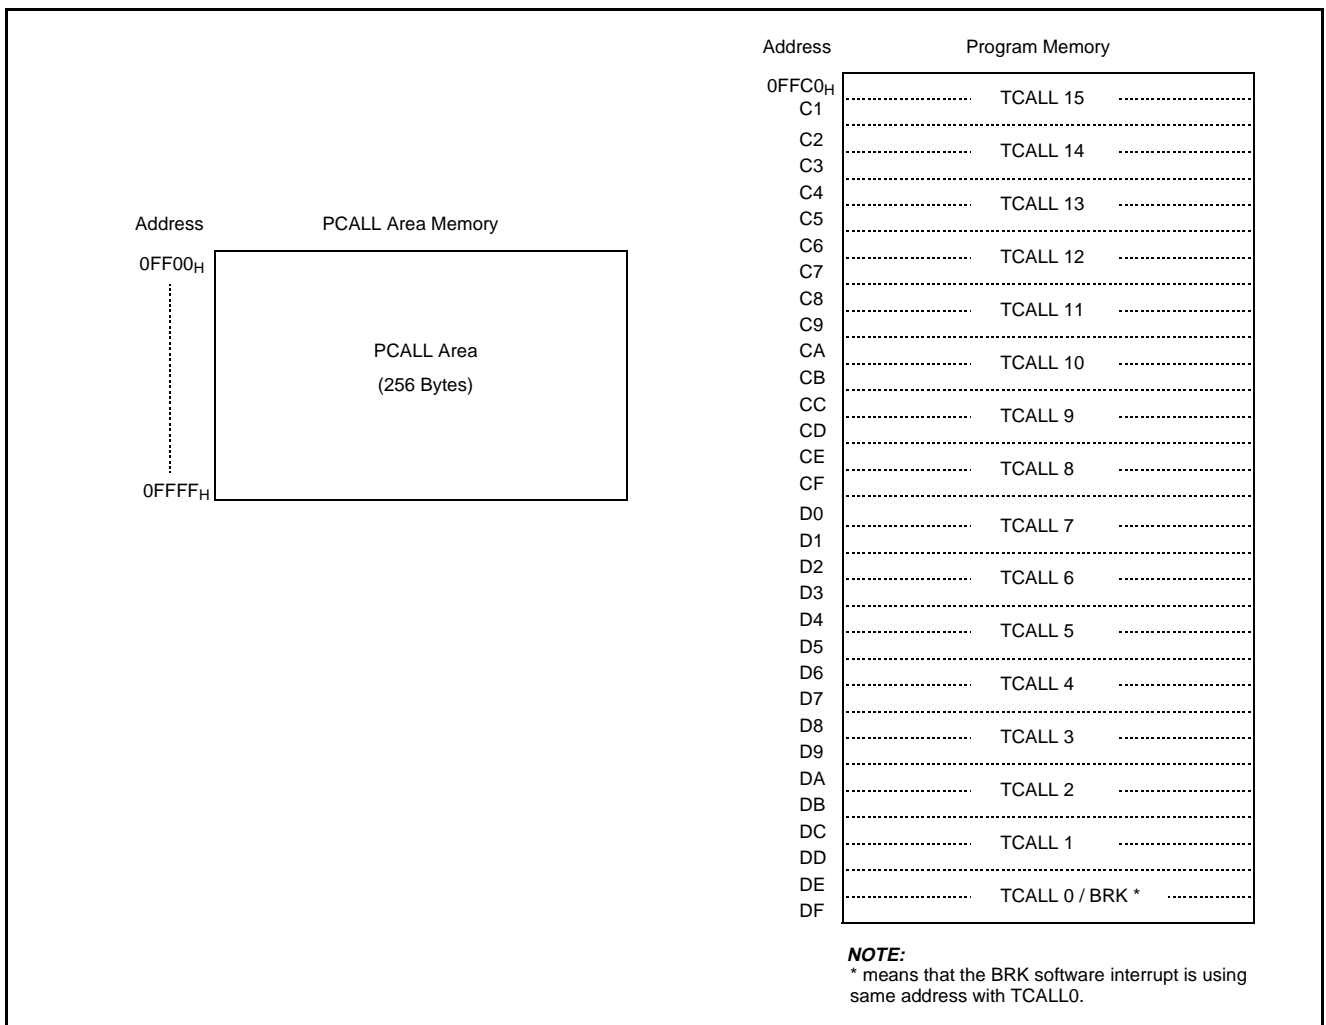 Address PCALL Area Memory
0FF00H
PCALL Area
(256 Bytes)
0FFFFH
Address Program Memory
0FFC0H
C1
TCALL 15
C2
C3
TCALL 14
C4
C5
TCALL 13
C6
C7
TCALL 12
C8
C9
TCALL 11
CA
CB
TCALL 10
CC
CD
TCALL 9
CE
CF
TCALL 8
D0
D1
TCALL 7
D2
D3
TCALL 6
D4
D5
TCALL 5
D6
D7
TCALL 4
D8
D9
TCALL 3
DA
DB
TCALL 2
DC
DD
TCALL 1
DE
DF
TCALL 0 / BRK *
NOTE:
* means that the BRK software interrupt is using
same address with TCALL0.